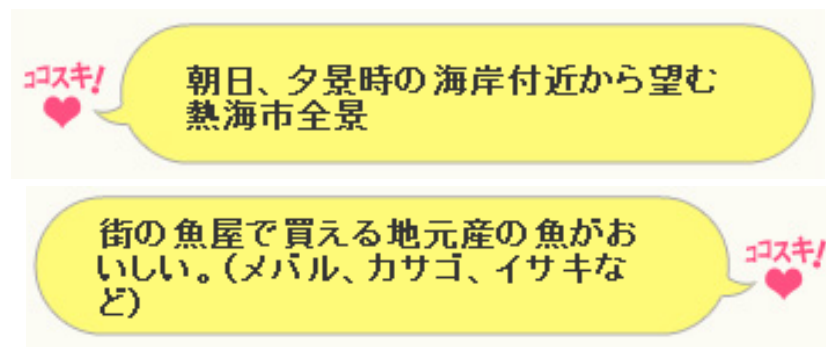 ココスキ!
朝日、夕景時の海岸付近から望む
熱海市全景
街の魚屋で買える地元産の魚がお
いしい。(メバル、カサゴ、イサキな
ど)
ココスキ!